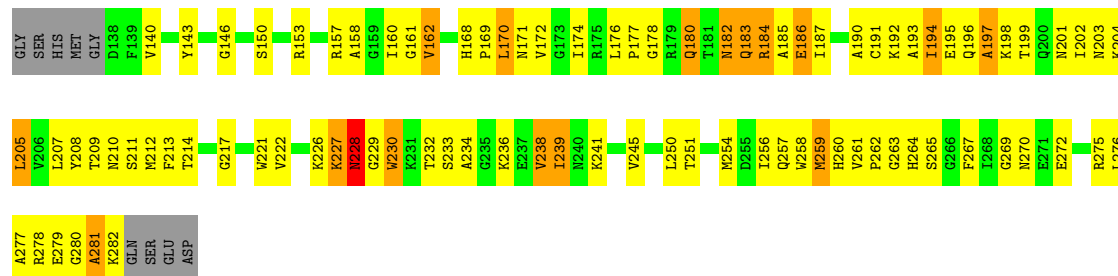 GLY SER HIS MET GLY D138 F139 V140 Y143 G146 S150 R153 R157 A158 G159 I160 G161 V162 H168 P169 L170 N171 V172 G173 I174 R175 L176 P177 G178 R179 Q180 T181 N182 Q183 R184 A185 E186 I187 A190 C191 K192 A193 I194 E195 Q196 A197 K198 T199 Q200 N201 I202 N203 K204
L205 V206 L207 Y208 T209 N210 S211 M212 F213 T214 G217 W221 V222 K226 K227 N228 G229 W230 K231 T232 S233 A234 G235 K236 E237 V238 I239 N240 K241 V245 L250 T251 M254 D255 I256 Q257 W258 M259 H260 V261 P262 G263 H264 S265 G266 F267 I268 G269 N270 E271 E272 R275 L276
A277 R278 E279 G280 A281 K282 GLN SER GLU ASP